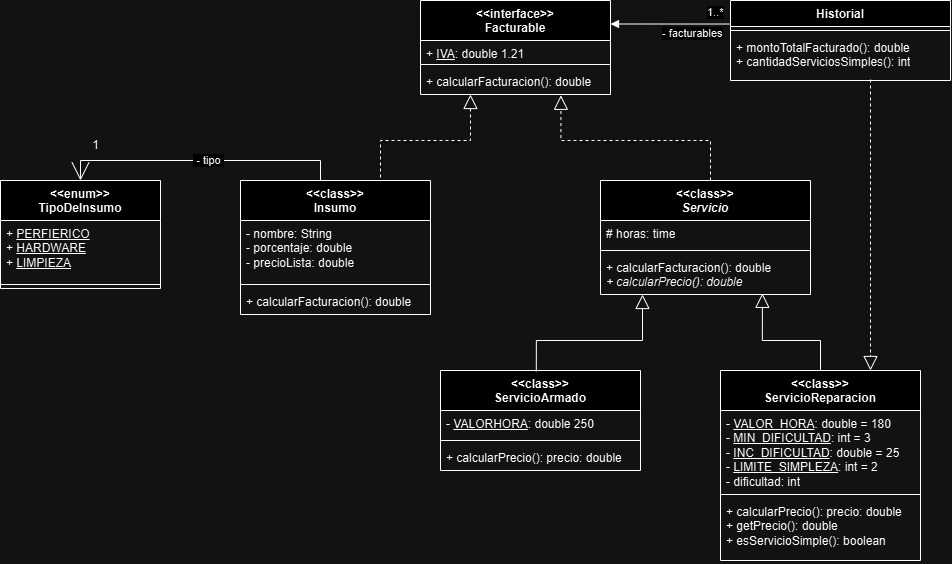 <<interface>>
Facturable
+ IVA: double 1.21
+ calcularFacturacion(): double
1..*
- facturables
Historial
+ montoTotalFacturado(): double
+ cantidadServiciosSimples(): int
1
- tipo
<<enum>>
TipoDeInsumo
+ PERFIERICO
+ HARDWARE
+ LIMPIEZA
<<class>>
Insumo
- nombre: String
- porcentaje: double
- precioLista: double
+ calcularFacturacion(): double
<<class>>
Servicio
# horas: time
+ calcularFacturacion(): double
+ calcularPrecio(): double
<<class>>
ServicioArmado
- VALORHORA: double 250
+ calcularPrecio(): precio: double
<<class>>
ServicioReparacion
- VALOR_HORA: double = 180
- MIN_DIFICULTAD: int = 3
- INC_DIFICULTAD: double = 25
- LIMITE_SIMPLEZA: int = 2
- dificultad: int
+ calcularPrecio(): precio: double
+ getPrecio(): double
+ esServicioSimple(): boolean